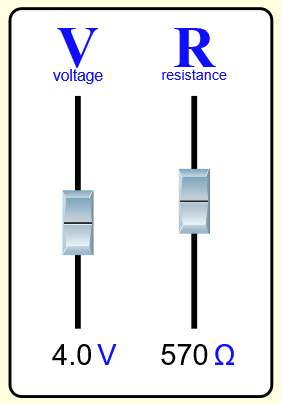 V R
voltage resistance
4.0 V 570 Ω